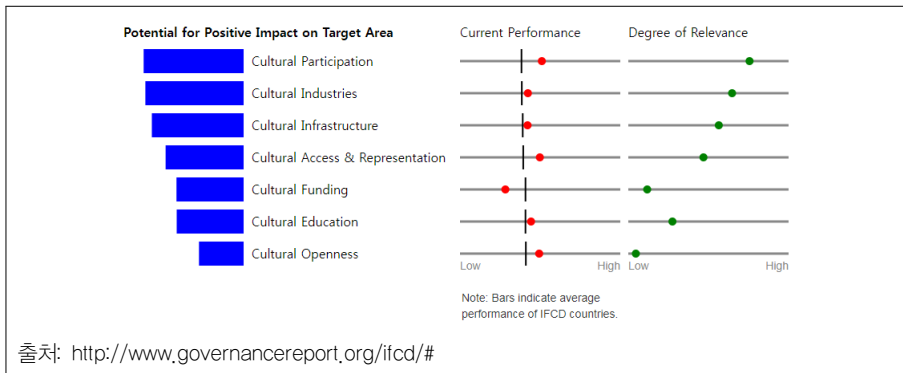 Potential for Positive Impact on Target Area
Current Performance
Degree of Relevance
Cultural Participation
Cultural Industries
Cultural Infrastructure
Cultural Access & Representation
Cultural Funding
Cultural Education
Cultural Openness
Low High Low High
Note: Bars indicate average
performance of IFCD countries.
출처: http://www.governancereport.org/ifcd/#